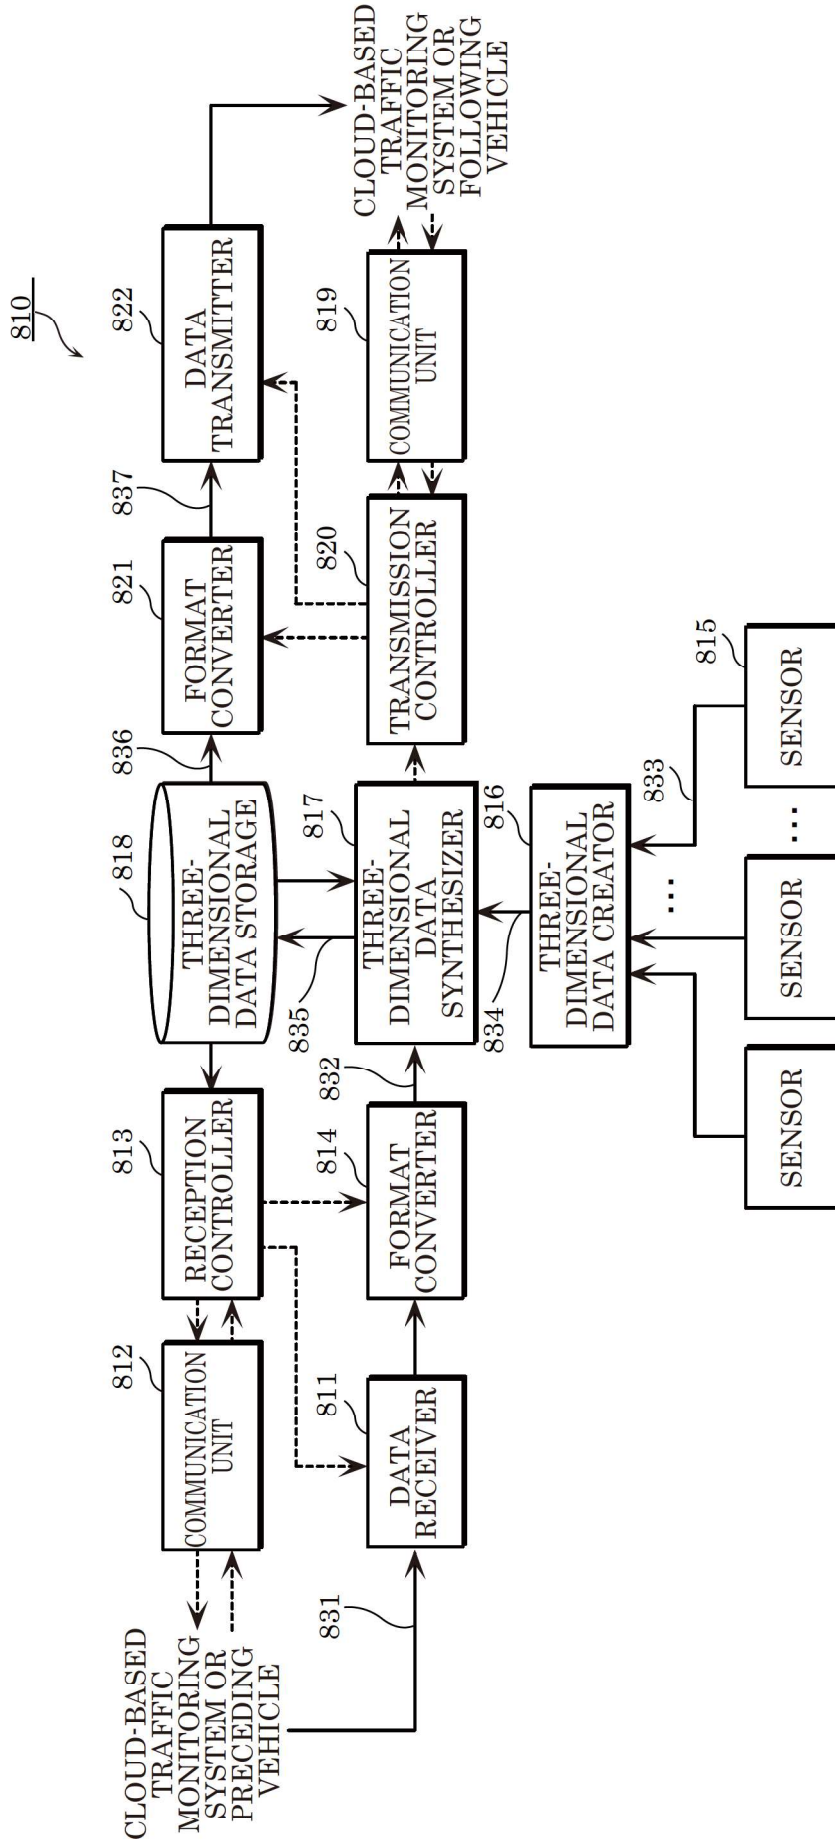 810
812
COMMUNICATION
UNIT
813
RECEPTION
CONTROLLER
818
THREE-
DIMENSIONAL
DATA STORAGE
836
821
FORMAT
CONVERTER
837
822
DATA
TRANSMITTER
CLOUD-BASED
TRAFFIC
MONITORING
SYSTEM OR
PRECEDING
VEHICLE
831
811
DATA
RECEIVER
814
FORMAT
CONVERTER
832
835
817
THREE-
DIMENSIONAL
DATA
SYNTHESIZER
820
TRANSMISSION
CONTROLLER
819
COMMUNICATION
UNIT
CLOUD-BASED
TRAFFIC
MONITORING
SYSTEM OR
FOLLOWING
VEHICLE
834
816
THREE-
DIMENSIONAL
DATA CREATOR
833
...
815
SENSOR
SENSOR
...
SENSOR